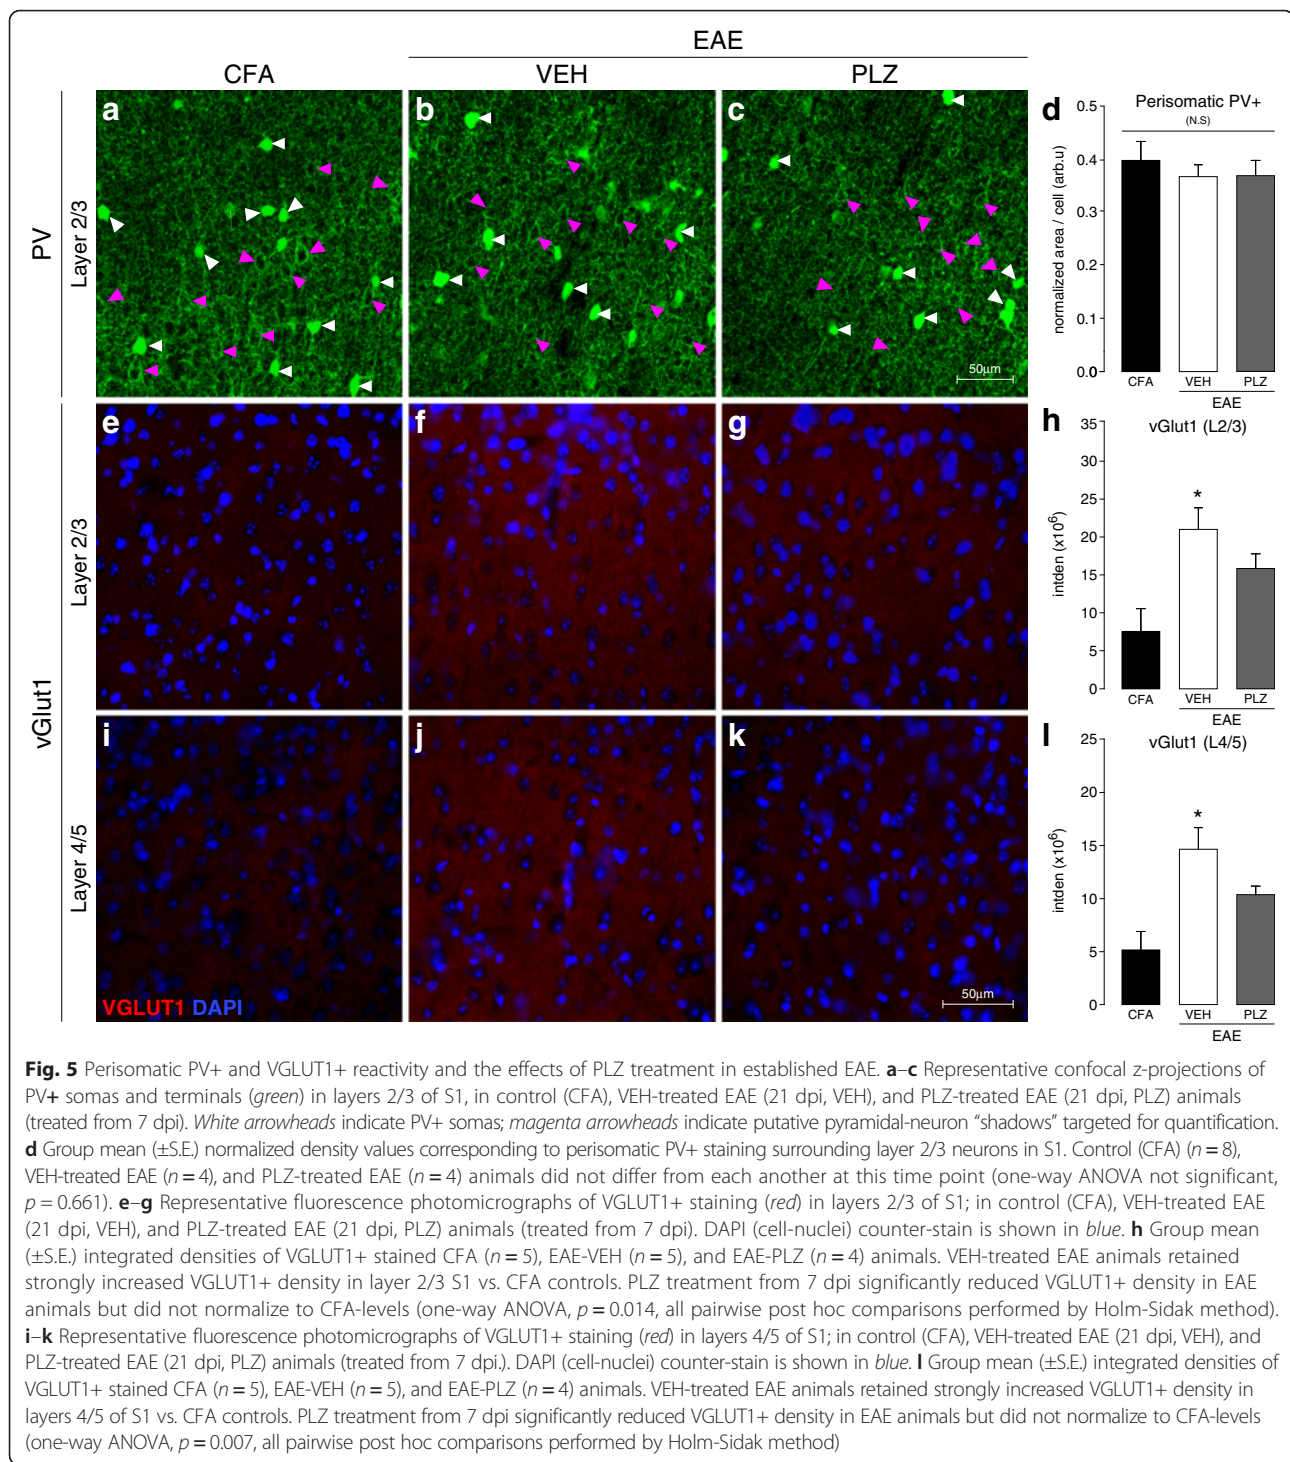 EAE
CFA
VEH
PLZ
PV
Layer 2/3
a
b
c
50μm
d
Perisomatic PV+
(N.S)
normalized area / cell (arb.u)
0.5
0.4
0.3
0.2
0.1
0.0
CFA
VEH
PLZ
EAE
vGlut1
Layer 2/3
e
f
g
h
vGlut1 (L2/3)
intden (x10⁶)
35
30
25
20
15
10
5
0
*
CFA
VEH
PLZ
EAE
Layer 4/5
i
j
k
VGLUT1 DAPI
50μm
l
vGlut1 (L4/5)
intden (x10⁶)
25
20
15
10
5
0
*
CFA
VEH
PLZ
EAE
Fig. 5 Perisomatic PV+ and VGLUT1+ reactivity and the effects of PLZ treatment in established EAE. a–c Representative confocal z-projections of
PV+ somas and terminals (green) in layers 2/3 of S1, in control (CFA), VEH-treated EAE (21 dpi, VEH), and PLZ-treated EAE (21 dpi, PLZ) animals
(treated from 7 dpi). White arrowheads indicate PV+ somas; magenta arrowheads indicate putative pyramidal-neuron “shadows” targeted for quantification.
d Group mean (±S.E.) normalized density values corresponding to perisomatic PV+ staining surrounding layer 2/3 neurons in S1. Control (CFA) (n = 8),
VEH-treated EAE (n = 4), and PLZ-treated EAE (n = 4) animals did not differ from each another at this time point (one-way ANOVA not significant,
p = 0.661). e–g Representative fluorescence photomicrographs of VGLUT1+ staining (red) in layers 2/3 of S1; in control (CFA), VEH-treated EAE
(21 dpi, VEH), and PLZ-treated EAE (21 dpi, PLZ) animals (treated from 7 dpi). DAPI (cell-nuclei) counter-stain is shown in blue. h Group mean
(±S.E.) integrated densities of VGLUT1+ stained CFA (n = 5), EAE-VEH (n = 5), and EAE-PLZ (n = 4) animals. VEH-treated EAE animals retained
strongly increased VGLUT1+ density in layer 2/3 S1 vs. CFA controls. PLZ treatment from 7 dpi significantly reduced VGLUT1+ density in EAE
animals but did not normalize to CFA-levels (one-way ANOVA, p = 0.014, all pairwise post hoc comparisons performed by Holm-Sidak method).
i–k Representative fluorescence photomicrographs of VGLUT1+ staining (red) in layers 4/5 of S1; in control (CFA), VEH-treated EAE (21 dpi, VEH), and
PLZ-treated EAE (21 dpi, PLZ) animals (treated from 7 dpi.). DAPI (cell-nuclei) counter-stain is shown in blue. l Group mean (±S.E.) integrated densities of
VGLUT1+ stained CFA (n = 5), EAE-VEH (n = 5), and EAE-PLZ (n = 4) animals. VEH-treated EAE animals retained strongly increased VGLUT1+ density in
layers 4/5 of S1 vs. CFA controls. PLZ treatment from 7 dpi significantly reduced VGLUT1+ density in EAE animals but did not normalize to CFA-levels
(one-way ANOVA, p = 0.007, all pairwise post hoc comparisons performed by Holm-Sidak method)